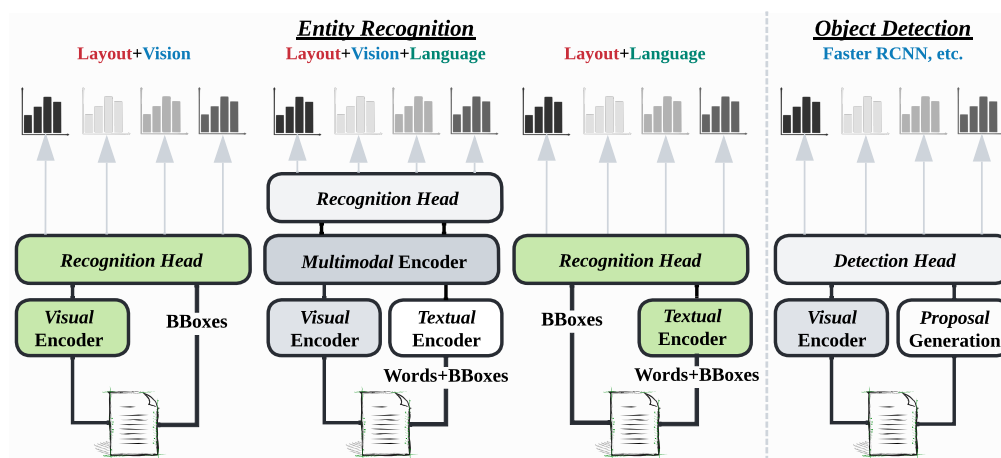 Entity Recognition
Object Detection
Layout+Vision
Layout+Vision+Language
Layout+Language
Faster RCNN, etc.
Recognition Head
Visual
Encoder
BBoxes
Recognition Head
Multimodal Encoder
Visual
Encoder
Textual
Encoder
Words+BBoxes
Recognition Head
BBoxes
Textual
Encoder
Words+BBoxes
Detection Head
Visual
Encoder
Proposal
Generation